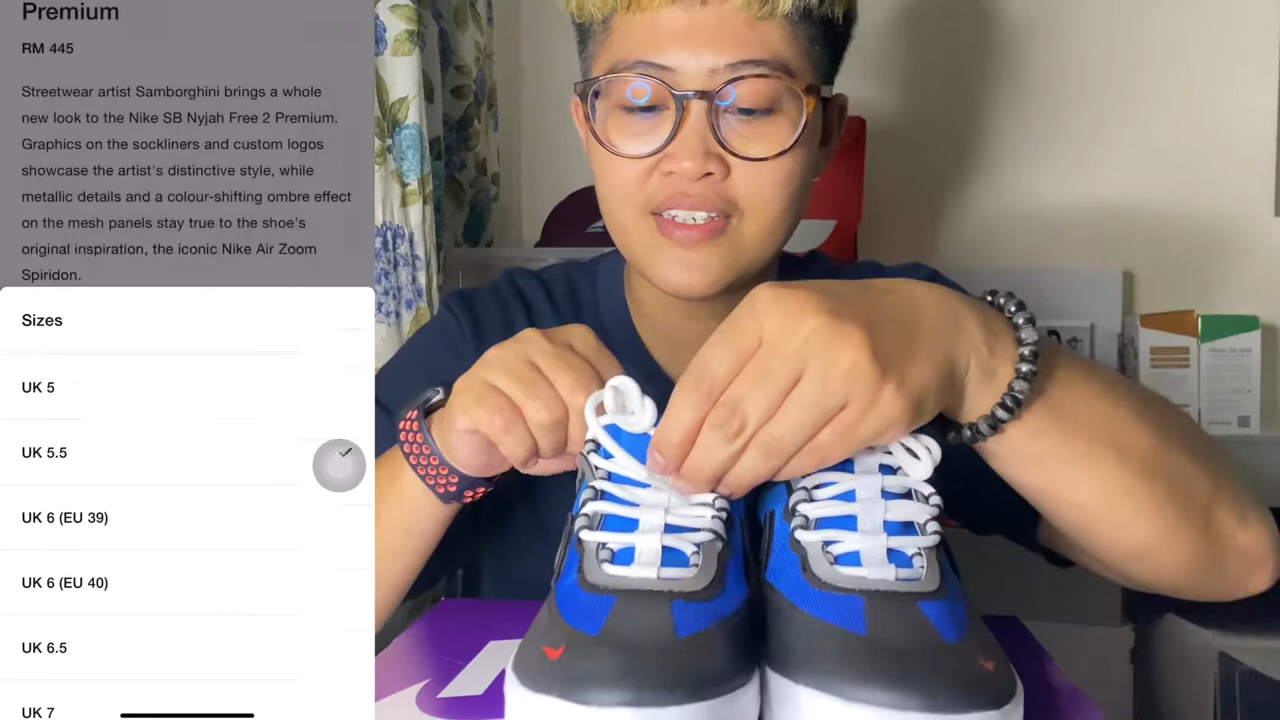 Premium
RM 445
Streetwear artist Samborghini brings a whole
new look to the Nike SB Nyjah Free 2 Premium.
Graphics on the sockliners and custom logos
showcase the artist's distinctive style, while
metallic details and a colour-shifting ombre effect
on the mesh panels stay true to the shoe's
original inspiration, the iconic Nike Air Zoom
Spiridon.
Sizes
UK 5
UK 5.5
UK 6 (EU 39)
UK 6 (EU 40)
UK 6.5
UK 7